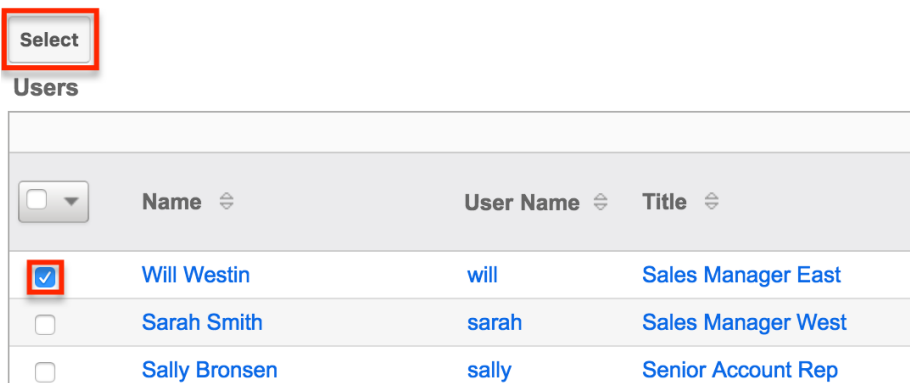 Select
Users
Name User Name Title
Will Westin will Sales Manager East
Sarah Smith sarah Sales Manager West
Sally Bronsen sally Senior Account Rep